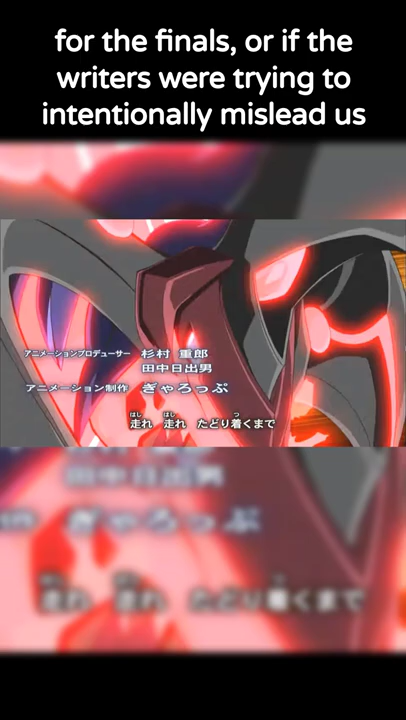 for the finals, or if the
writers were trying to
intentionally mislead us
アニメーションプロデューサー 杉村 重郎
田中日出男
アニメーション制作 ぎゃろっぷ
はし はし つ
走れ 走れ たどり着くまで